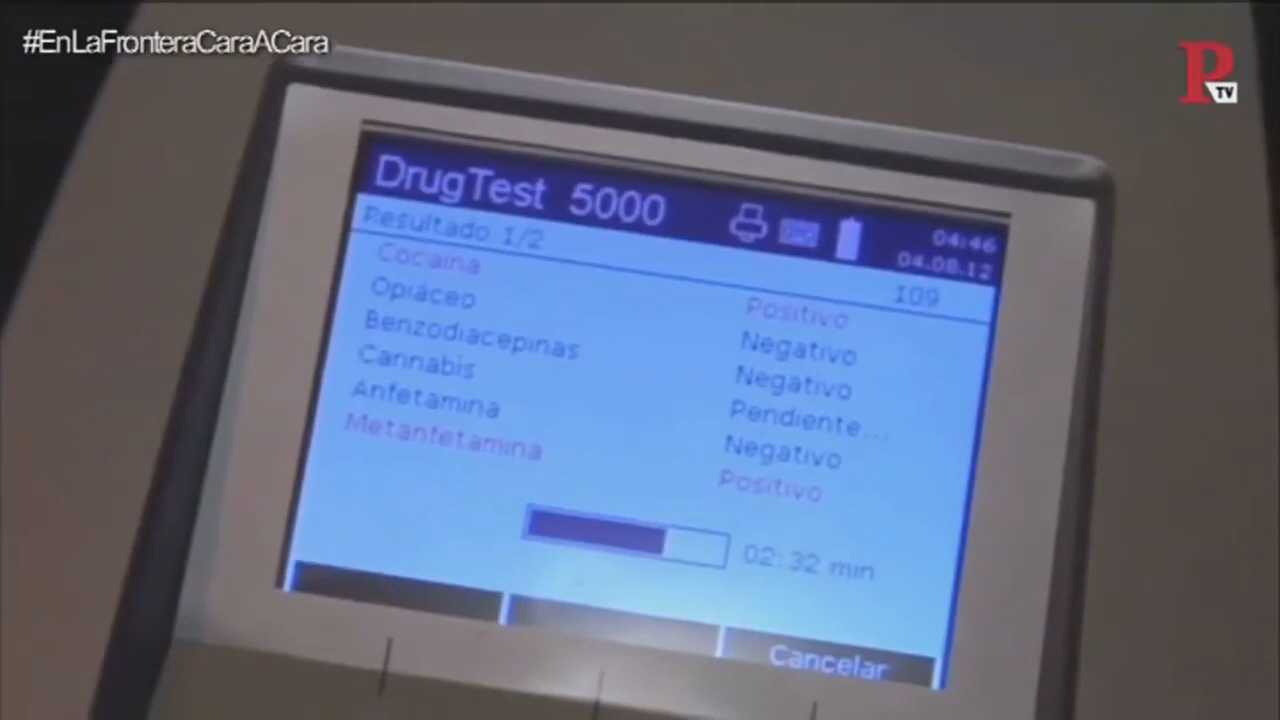 #EnLaFronteraCaraACara
P
TV
DrugTest 5000
04:46
04.08.12
Resultado 1/2
109
Cocaína Positivo
Opiáceo Negativo
Benzodiacepinas Negativo
Cannabis Pendiente...
Anfetamina Negativo
Metanfetamina Positivo
02:32 min
Cancelar